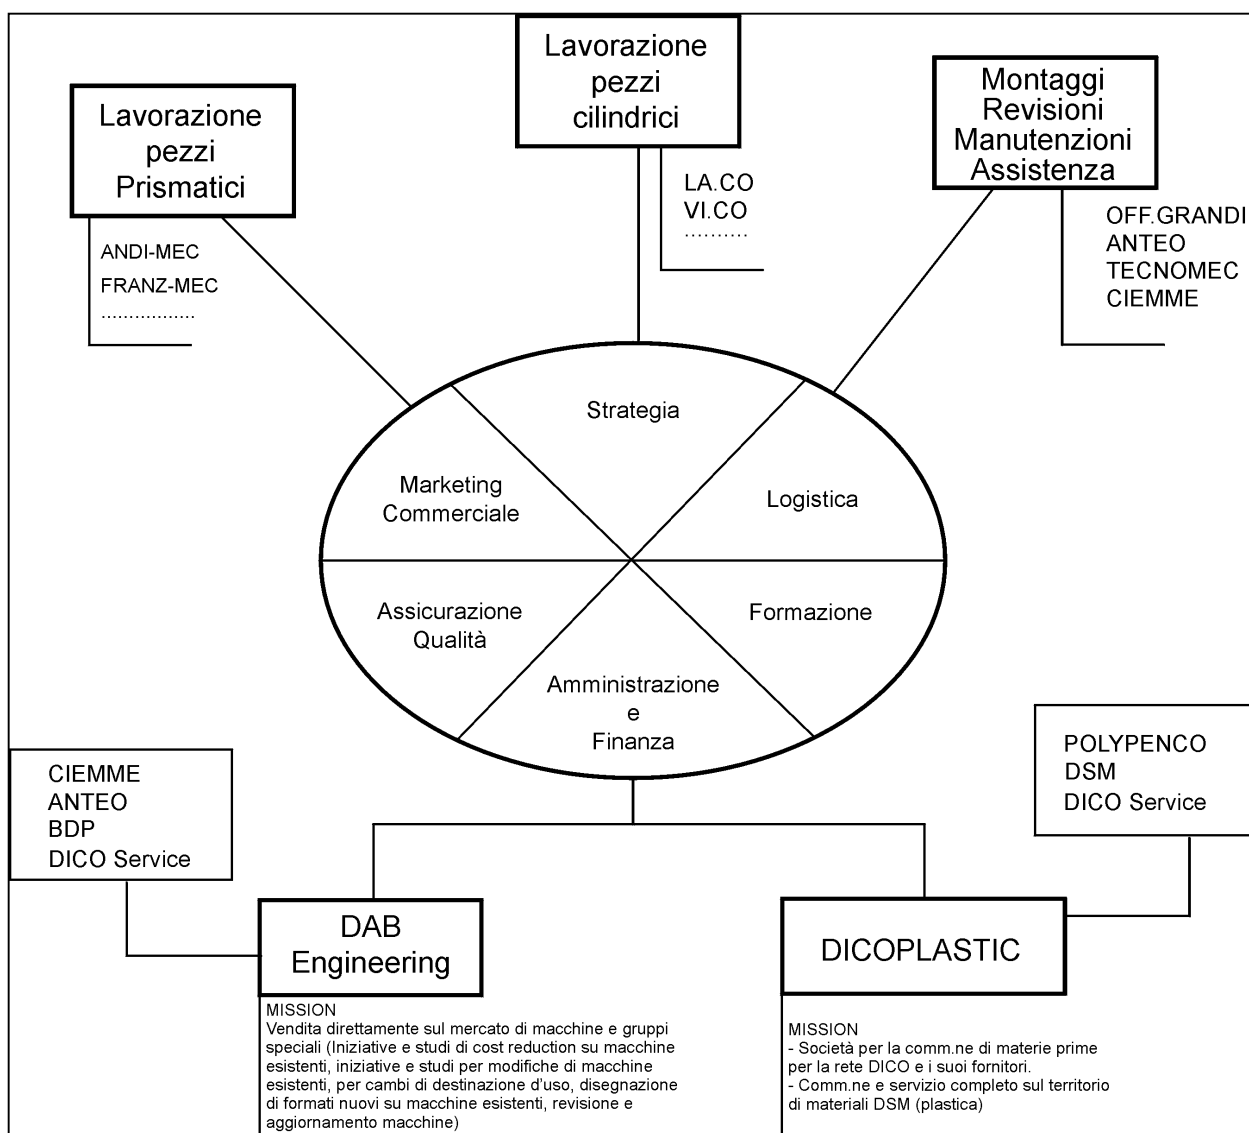 Lavorazione
pezzi
Prismatici
ANDI-MEC
FRANZ-MEC
.................
Lavorazione
pezzi
cilindrici
LA.CO
VI.CO
..........
Montaggi
Revisioni
Manutenzioni
Assistenza
OFF.GRANDI
ANTEO
TECNOMEC
CIEMME
Strategia
Marketing
Commerciale
Logistica
Assicurazione
Qualità
Formazione
Amministrazione
e
Finanza
CIEMME
ANTEO
BDP
DICO Service
POLYPENCO
DSM
DICO Service
DAB
Engineering
MISSION
Vendita direttamente sul mercato di macchine e gruppi
speciali (Iniziative e studi di cost reduction su macchine
esistenti, iniziative e studi per modifiche di macchine
esistenti, per cambi di destinazione d'uso, disegnazione
di formati nuovi su macchine esistenti, revisione e
aggiornamento macchine)
DICOPLASTIC
MISSION
- Società per la comm.ne di materie prime
per la rete DICO e i suoi fornitori.
- Comm.ne e servizio completo sul territorio
di materiali DSM (plastica)